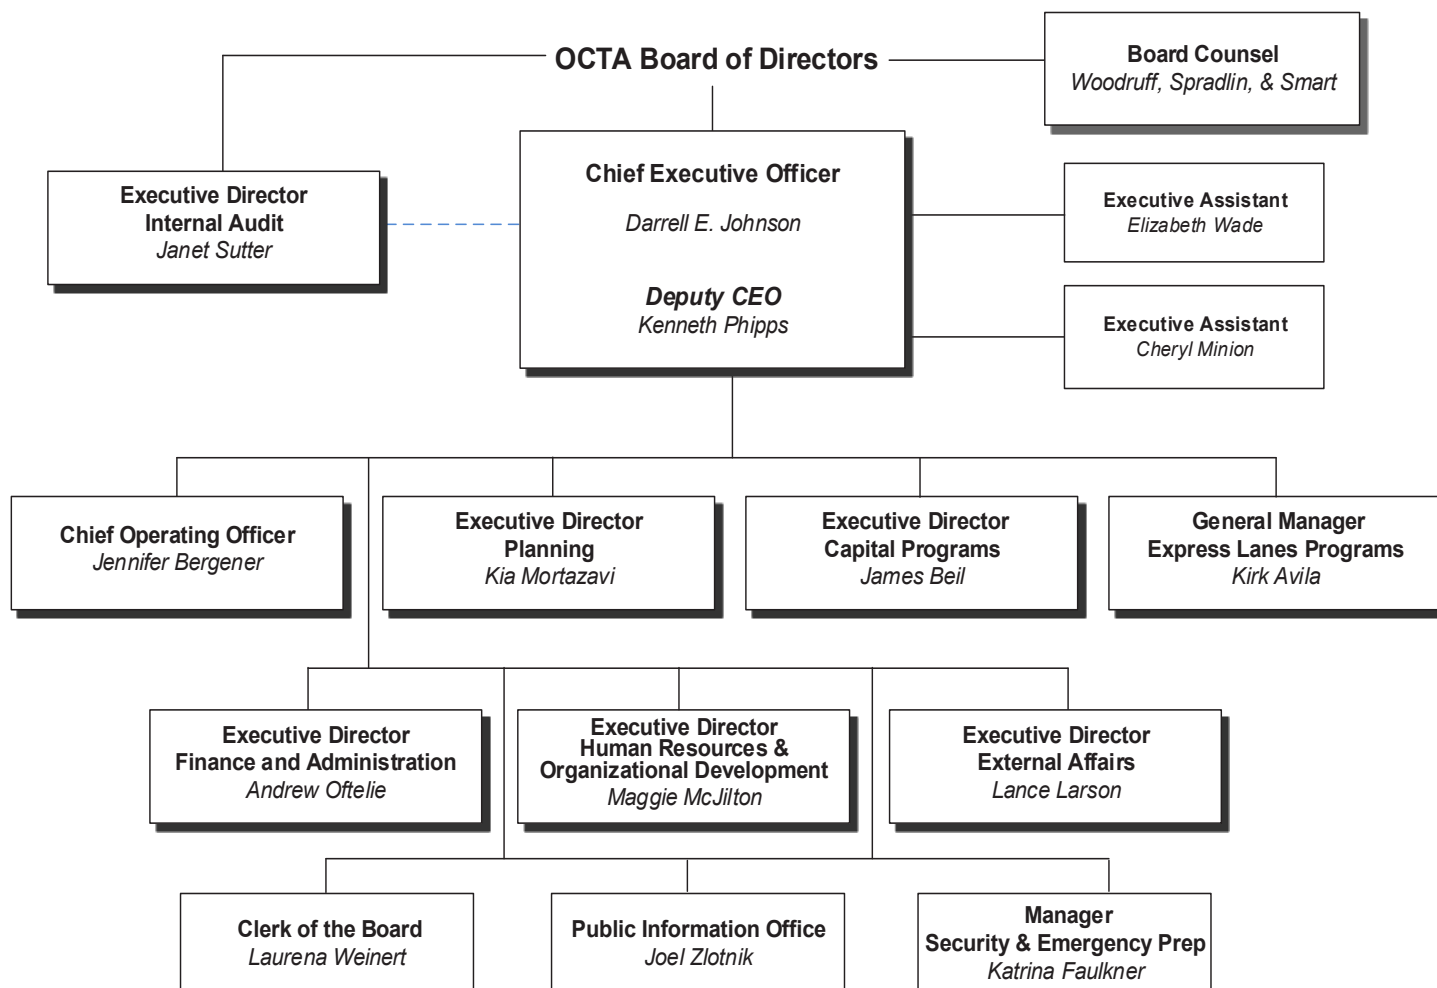 OCTA Board of Directors
Board Counsel
Woodruff, Spradlin, & Smart
Chief Executive Officer
Darrell E. Johnson
Deputy CEO
Kenneth Phipps
Executive Director
Internal Audit
Janet Sutter
Executive Assistant
Elizabeth Wade
Executive Assistant
Cheryl Minion
Chief Operating Officer
Jennifer Bergener
Executive Director
Planning
Kia Mortazavi
Executive Director
Capital Programs
James Beil
General Manager
Express Lanes Programs
Kirk Avila
Executive Director
Finance and Administration
Andrew Oftelie
Executive Director
Human Resources &
Organizational Development
Maggie McJilton
Executive Director
External Affairs
Lance Larson
Clerk of the Board
Laurena Weinert
Public Information Office
Joel Zlotnik
Manager
Security & Emergency Prep
Katrina Faulkner